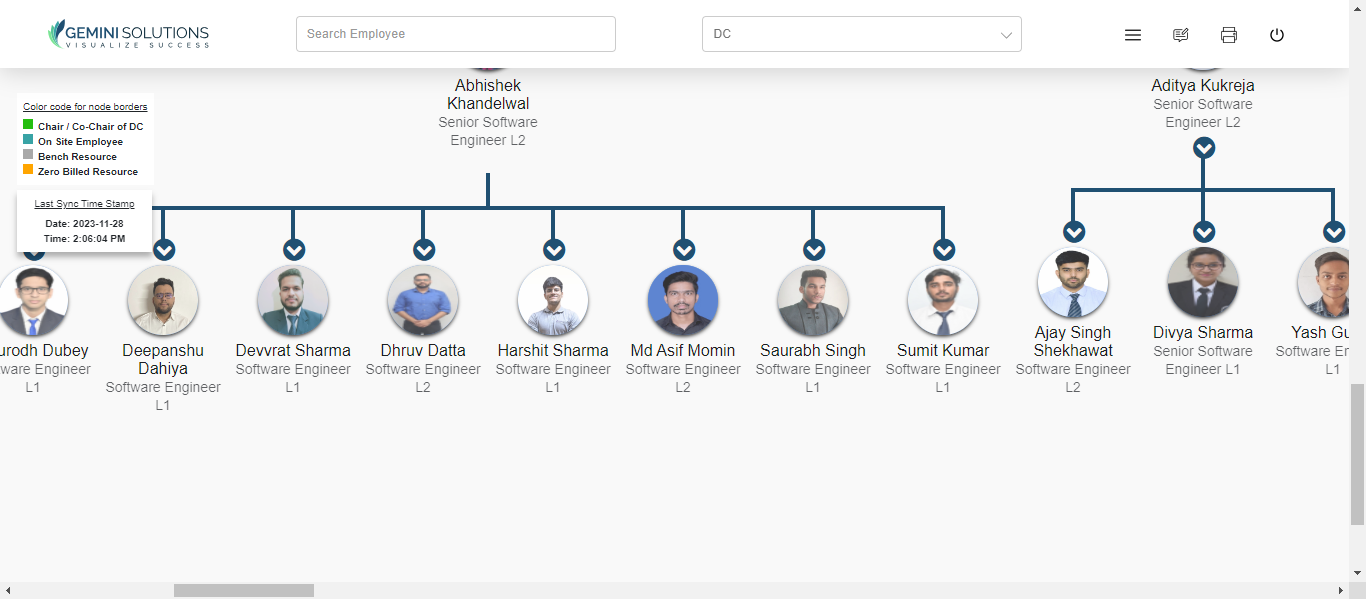 GEMINI SOLUTIONS
VISUALIZE SUCCESS
Search Employee
DC
Color code for node borders
Chair / Co-Chair of DC
On Site Employee
Bench Resource
Zero Billed Resource
Last Sync Time Stamp
Date: 2023-11-28
Time: 2:06:04 PM
Abhishek
Khandelwal
Senior Software
Engineer L2
Aditya Kukreja
Senior Software
Engineer L2
urodh Dubey
ware Engineer
L1
Deepanshu
Dahiya
Software Engineer
L1
Devvrat Sharma
Software Engineer
L1
Dhruv Datta
Software Engineer
L2
Harshit Sharma
Software Engineer
L1
Md Asif Momin
Software Engineer
L2
Saurabh Singh
Software Engineer
L1
Sumit Kumar
Software Engineer
L1
Ajay Singh
Shekhawat
Software Engineer
L2
Divya Sharma
Senior Software
Engineer L1
Yash Gu
Software En
L1